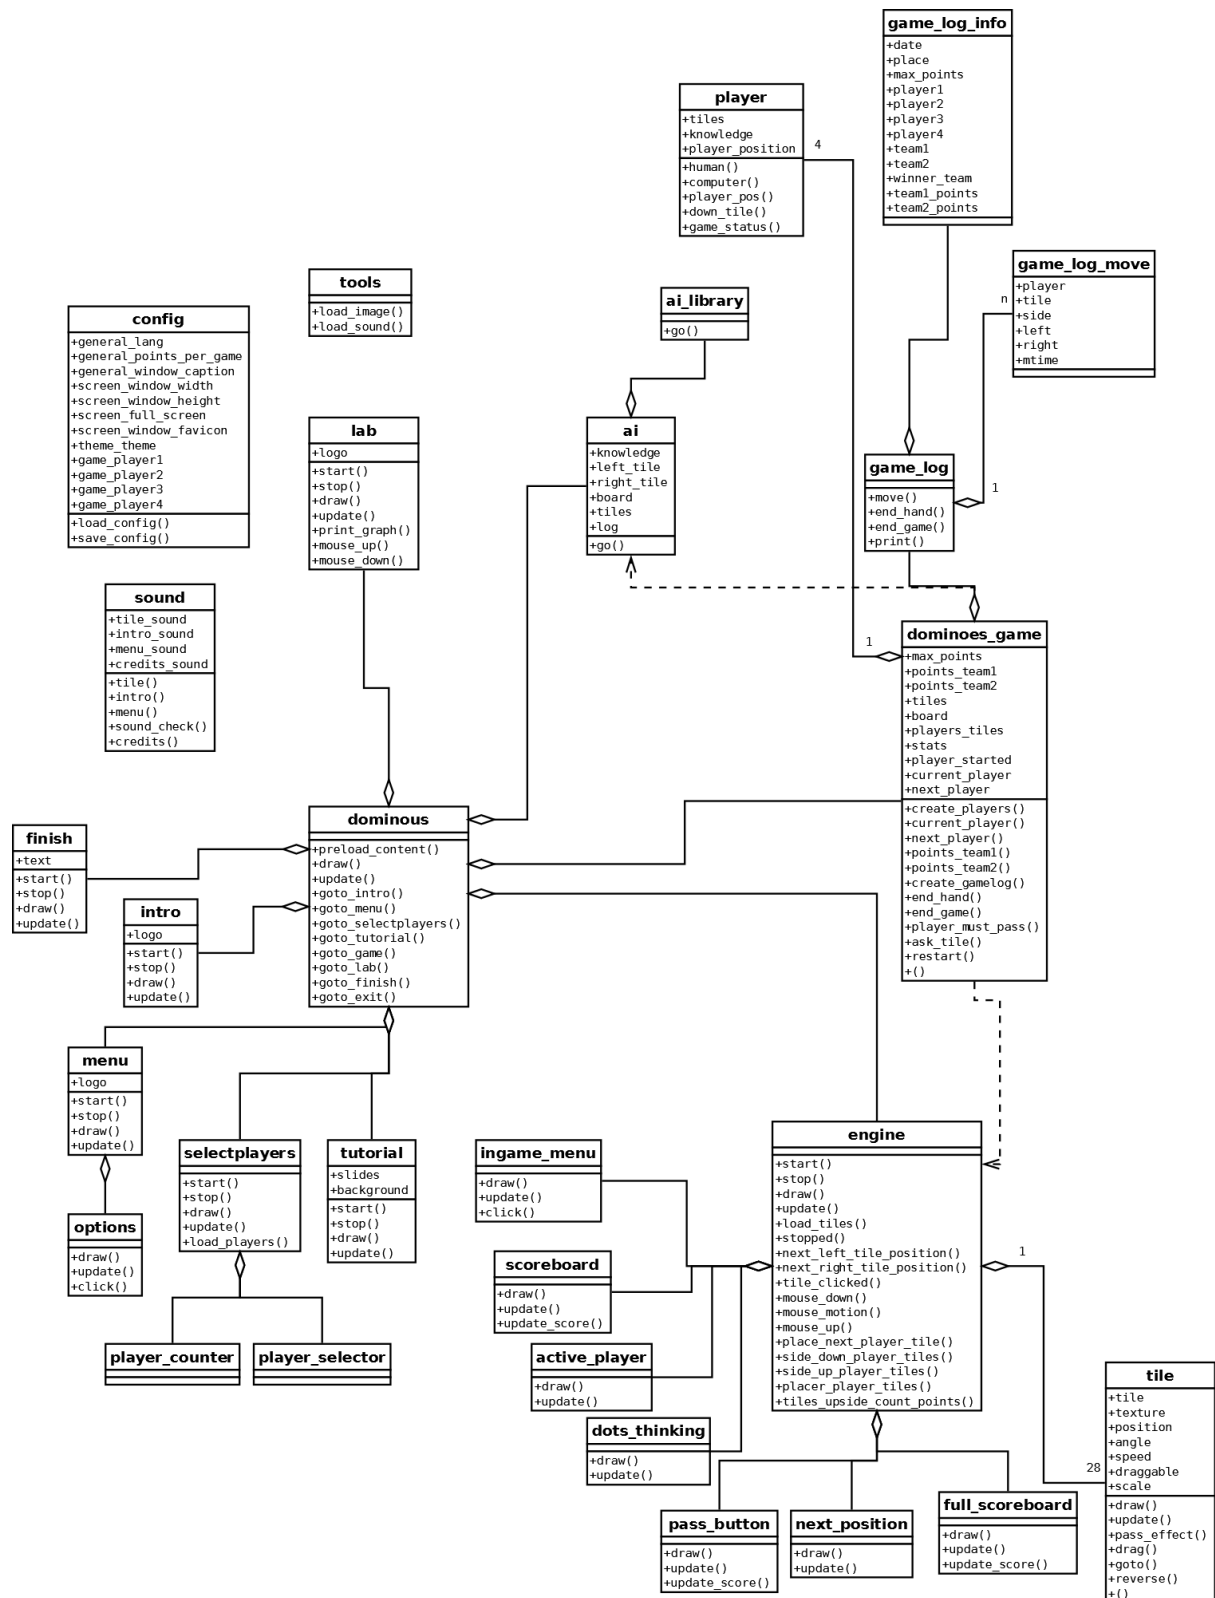 game_log_info
+date
+place
+max_points
+player1
+player2
+player3
+player4
+team1
+team2
+winner_team
+team1_points
+team2_points
player
+tiles
+knowledge
+player_position
+human()
+computer()
+player_pos()
+down_tile()
+game_status()
4
game_log_move
+player
+tile
+side
+left
+right
+mtime
n
tools
+load_image()
+load_sound()
ai_library
+go()
config
+general_lang
+general_points_per_game
+general_window_caption
+screen_window_width
+screen_window_height
+screen_full_screen
+screen_window_favicon
+theme_theme
+game_player1
+game_player2
+game_player3
+game_player4
+load_config()
+save_config()
lab
+logo
+start()
+stop()
+draw()
+update()
+print_graph()
+mouse_up()
+mouse_down()
ai
+knowledge
+left_tile
+right_tile
+board
+tiles
+log
+go()
game_log
+move()
+end_hand()
+end_game()
+print()
1
sound
+tile_sound
+intro_sound
+menu_sound
+credits_sound
+tile()
+intro()
+menu()
+sound_check()
+credits()
1
dominoes_game
+max_points
+points_team1
+points_team2
+tiles
+board
+players_tiles
+stats
+player_started
+current_player
+next_player
+create_players()
+current_player()
+next_player()
+points_team1()
+points_team2()
+create_gamelog()
+end_hand()
+end_game()
+player_must_pass()
+ask_tile()
+restart()
+()
dominous
+preload_content()
+draw()
+update()
+goto_intro()
+goto_menu()
+goto_selectplayers()
+goto_tutorial()
+goto_game()
+goto_lab()
+goto_finish()
+goto_exit()
finish
+text
+start()
+stop()
+draw()
+update()
intro
+logo
+start()
+stop()
+draw()
+update()
menu
+logo
+start()
+stop()
+draw()
+update()
options
+draw()
+update()
+click()
selectplayers
+start()
+stop()
+draw()
+update()
+load_players()
tutorial
+slides
+background
+start()
+stop()
+draw()
+update()
player_counter
player_selector
ingame_menu
+draw()
+update()
+click()
scoreboard
+draw()
+update()
+update_score()
active_player
+draw()
+update()
dots_thinking
+draw()
+update()
engine
+start()
+stop()
+draw()
+update()
+load_tiles()
+stopped()
+next_left_tile_position()
+next_right_tile_position()
+tile_clicked()
+mouse_down()
+mouse_motion()
+mouse_up()
+place_next_player_tile()
+side_down_player_tiles()
+side_up_player_tiles()
+placer_player_tiles()
+tiles_upside_count_points()
1
28
pass_button
+draw()
+update()
+update_score()
next_position
+draw()
+update()
full_scoreboard
+draw()
+update()
+update_score()
tile
+tile
+texture
+position
+angle
+speed
+draggable
+scale
+draw()
+update()
+pass_effect()
+drag()
+goto()
+reverse()
+()